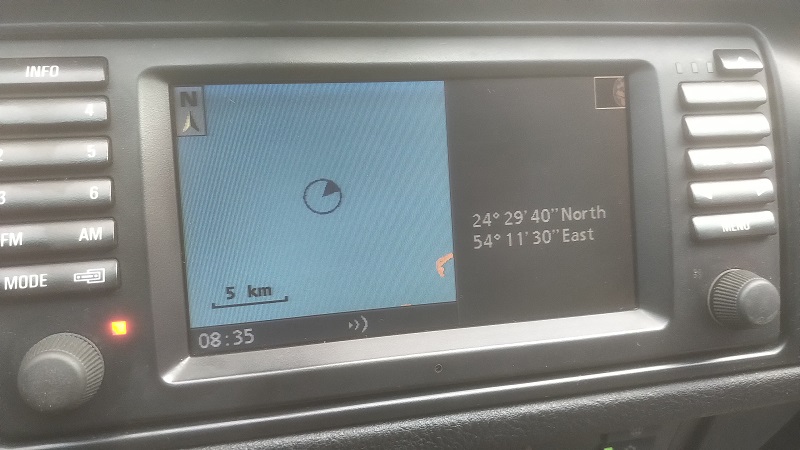 INFO
4
2 5
3 6
FM AM
MODE
N
5 km
08:35
24° 29'40"North
54° 11'30"East
MENU